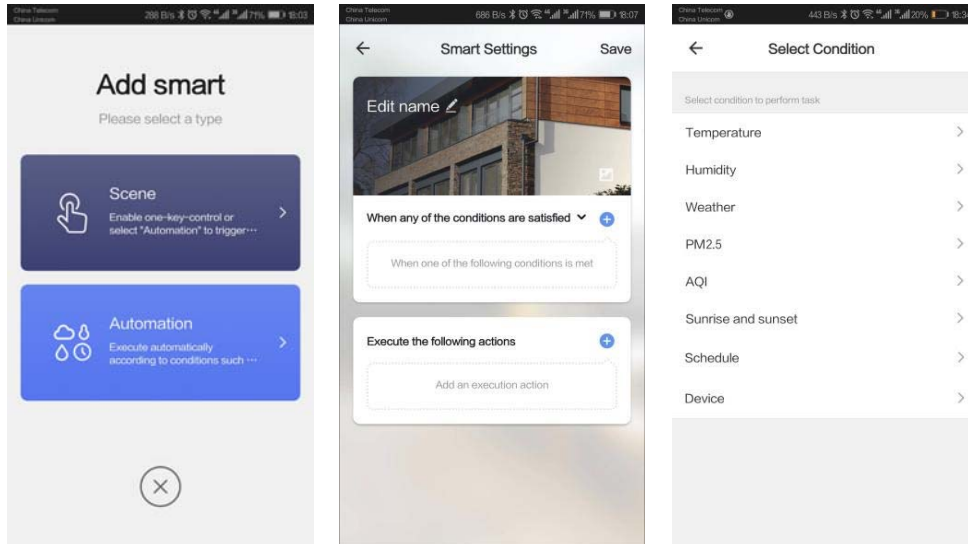 China Telecom
China Unicom
288 B/s 71% 18:03
Add smart
Please select a type
Scene
Enable one-key-control or
select "Automation" to trigger···
Automation
Execute automatically
according to conditions such ···
China Telecom
China Unicom
686 B/s 71% 18:07
Smart Settings
Save
Edit name
When any of the conditions are satisfied
When one of the following conditions is met
Execute the following actions
Add an execution action
China Telecom
China Unicom
443 B/s 20% 18:34
Select Condition
Select condition to perform task
Temperature
Humidity
Weather
PM2.5
AQI
Sunrise and sunset
Schedule
Device